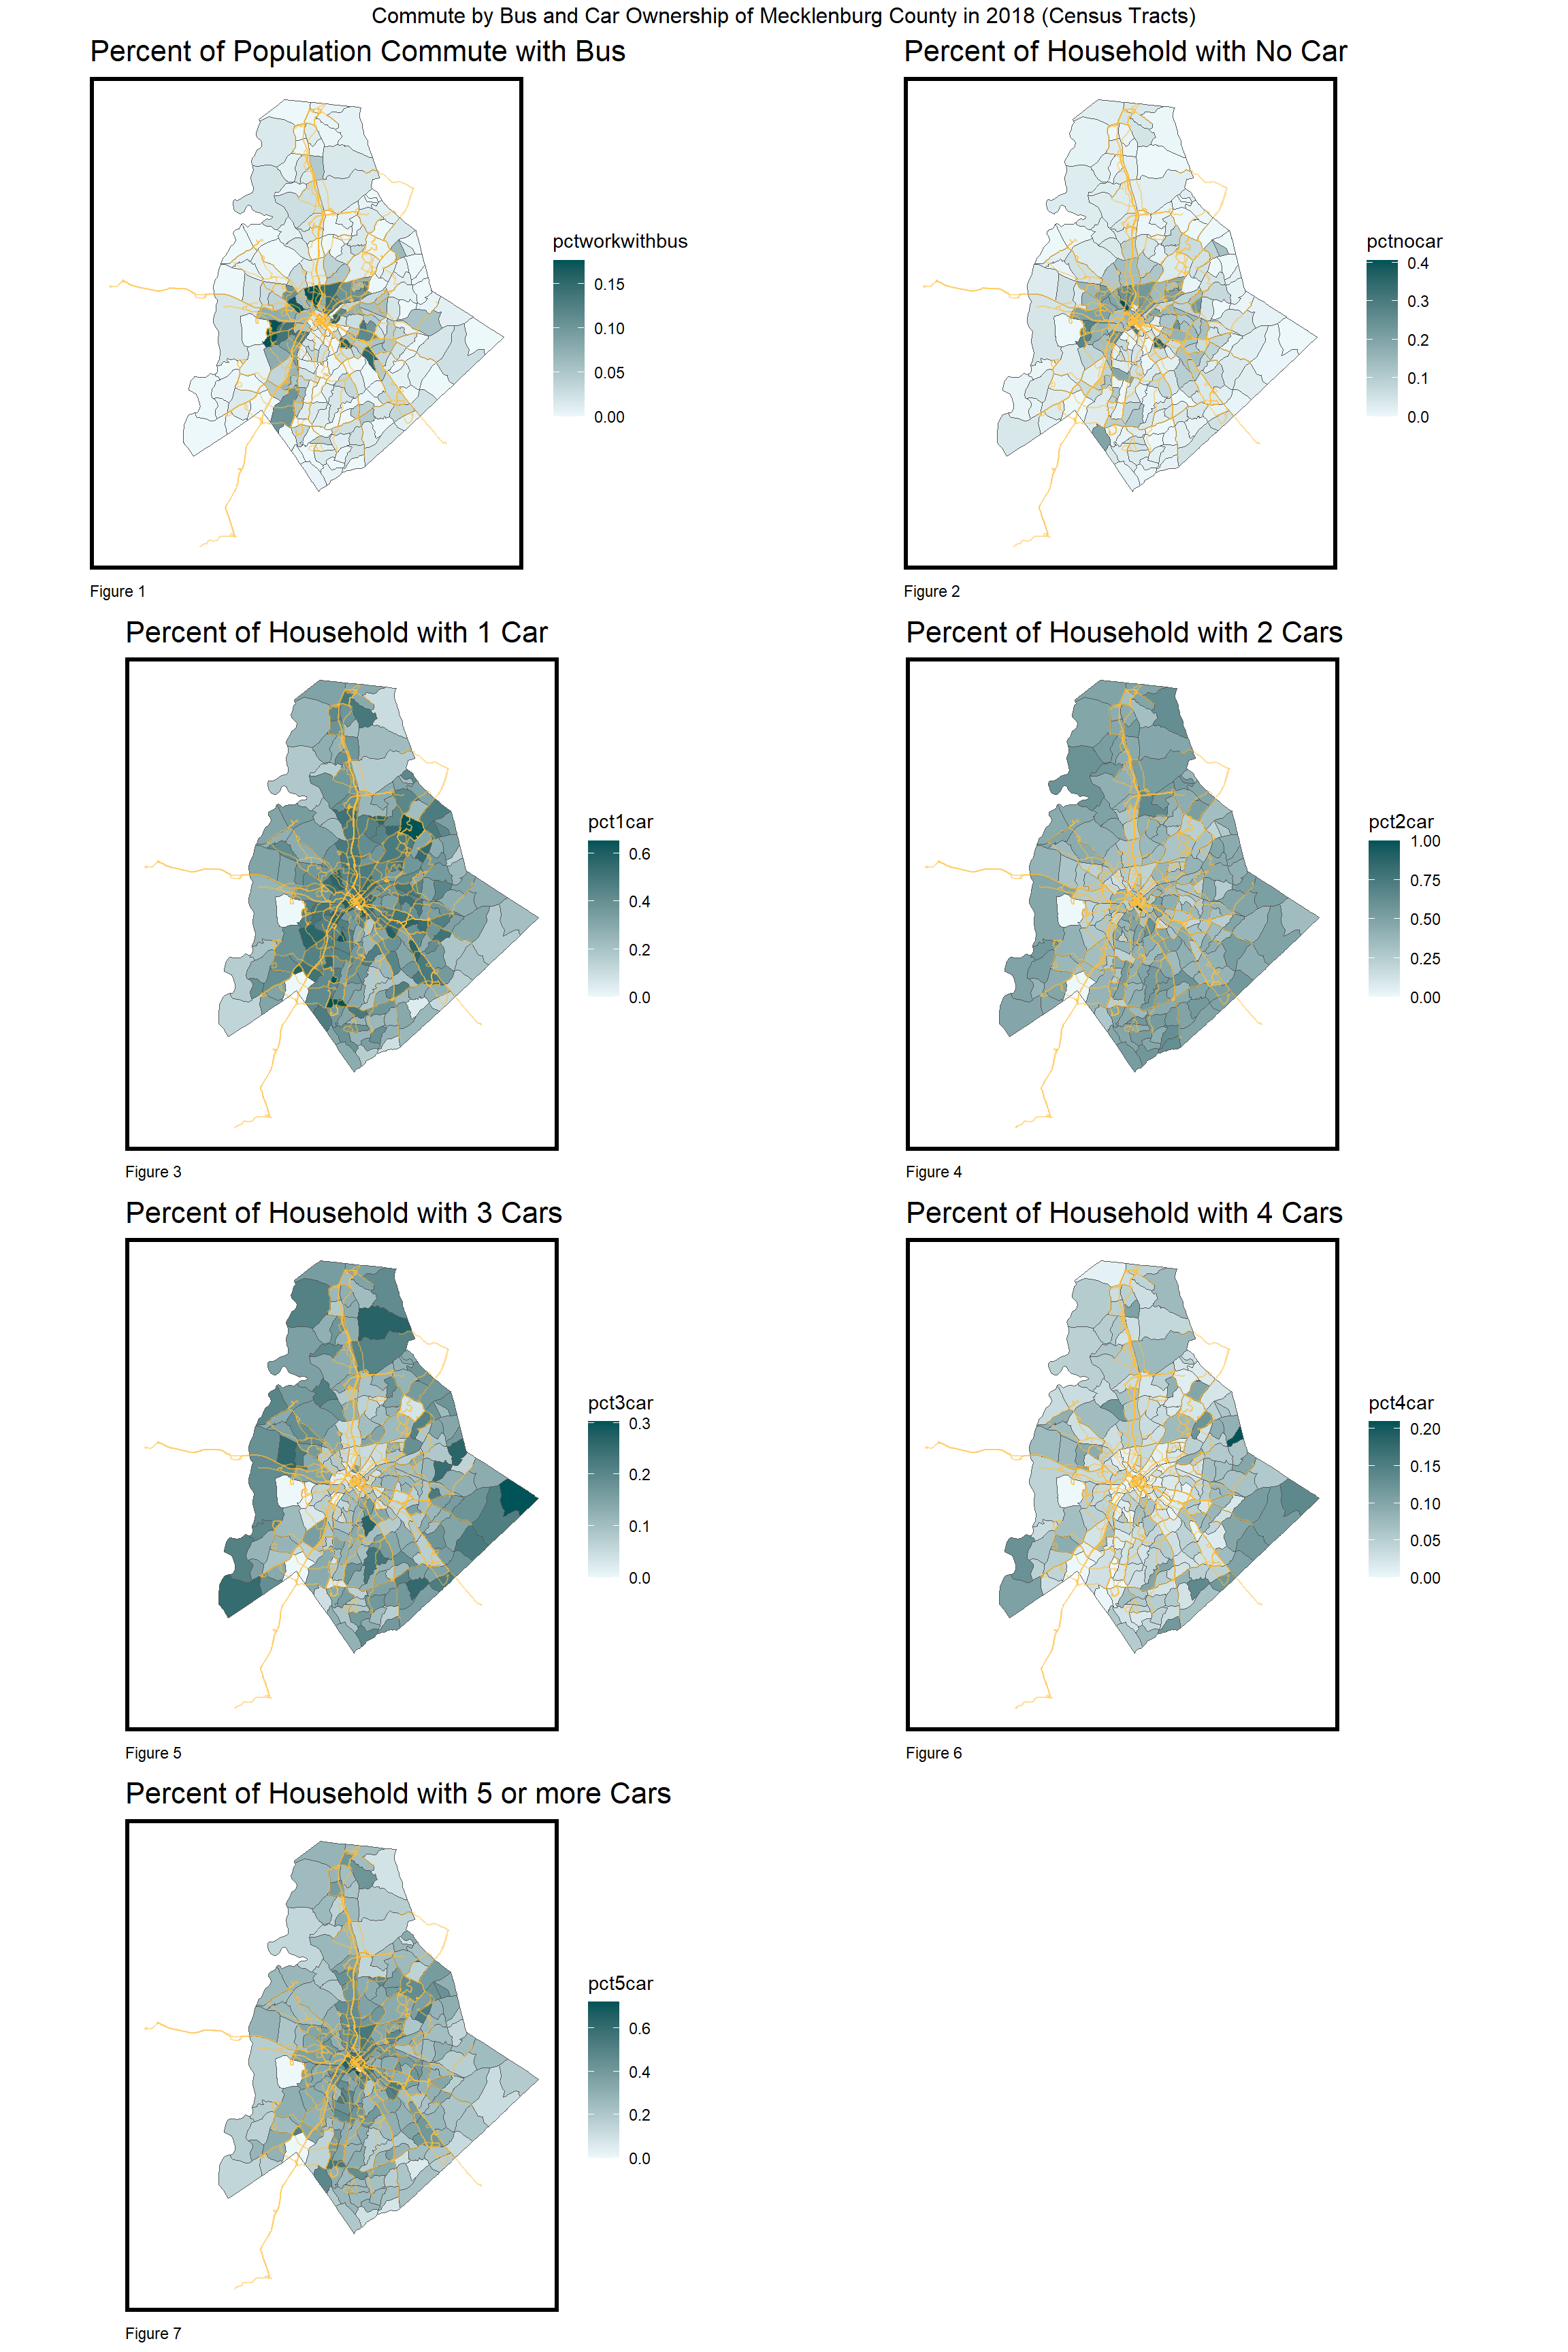 Commute by Bus and Car Ownership of Mecklenburg County in 2018 (Census Tracts)
Percent of Population Commute with Bus
pctworkwithbus
0.15
0.10
0.05
0.00
Figure 1
Percent of Household with No Car
pctnocar
0.4
0.3
0.2
0.1
0.0
Figure 2
Percent of Household with 1 Car
pct1car
0.6
0.4
0.2
0.0
Figure 3
Percent of Household with 2 Cars
pct2car
1.00
0.75
0.50
0.25
0.00
Figure 4
Percent of Household with 3 Cars
pct3car
0.3
0.2
0.1
0.0
Figure 5
Percent of Household with 4 Cars
pct4car
0.20
0.15
0.10
0.05
0.00
Figure 6
Percent of Household with 5 or more Cars
pct5car
0.6
0.4
0.2
0.0
Figure 7